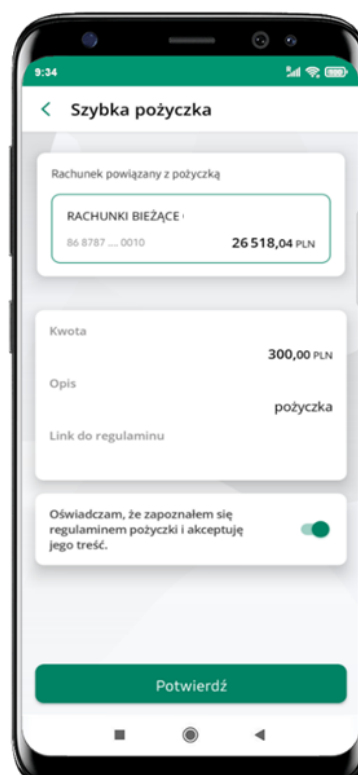 9:34
Szybka pożyczka
Rachunek powiązany z pożyczką
RACHUNKI BIEŻĄCE
86 8787 .... 0010 26 518,04 PLN
Kwota
300,00 PLN
Opis
pożyczka
Link do regulaminu
Oświadczam, że zapoznałem się
regulaminem pożyczki i akceptuję
jego treść.
Potwierdź